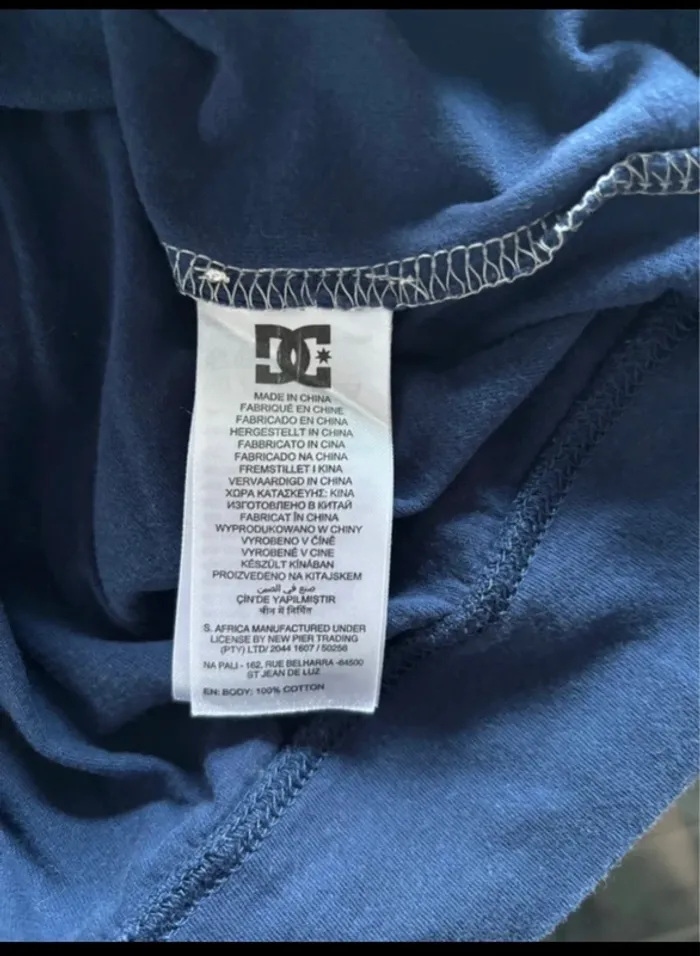 DC
MADE IN CHINA
FABRIQUÉ EN CHINE
FABRICADO EN CHINA
HERGESTELLT IN CHINA
FABBRICATO IN CINA
FABRICADO NA CHINA
FREMSTILLET I KINA
VERVAARDIGD IN CHINA
ΧΩΡΑ ΚΑΤΑΣΚΕΥΗΣ: ΚΙΝΑ
ИЗГОТОВЛЕНО В КИТАЙ
FABRICAT ÎN CHINA
WYPRODUKOWANO W CHINY
VYROBENO V ČÍNĚ
VYROBENÉ V CINE
KÉSZÜLT KÍNÁBAN
PROIZVEDENO NA KITAJSKEM
صنع في الصين
ÇİN'DE YAPILMIŞTIR
चीन में निर्मित
S. AFRICA MANUFACTURED UNDER
LICENSE BY NEW PIER TRADING
(PTY) LTD/ 2044 1607 / 50256
NA PALI - 162, RUE BELHARRA -64500
ST JEAN DE LUZ
EN: BODY: 100% COTTON